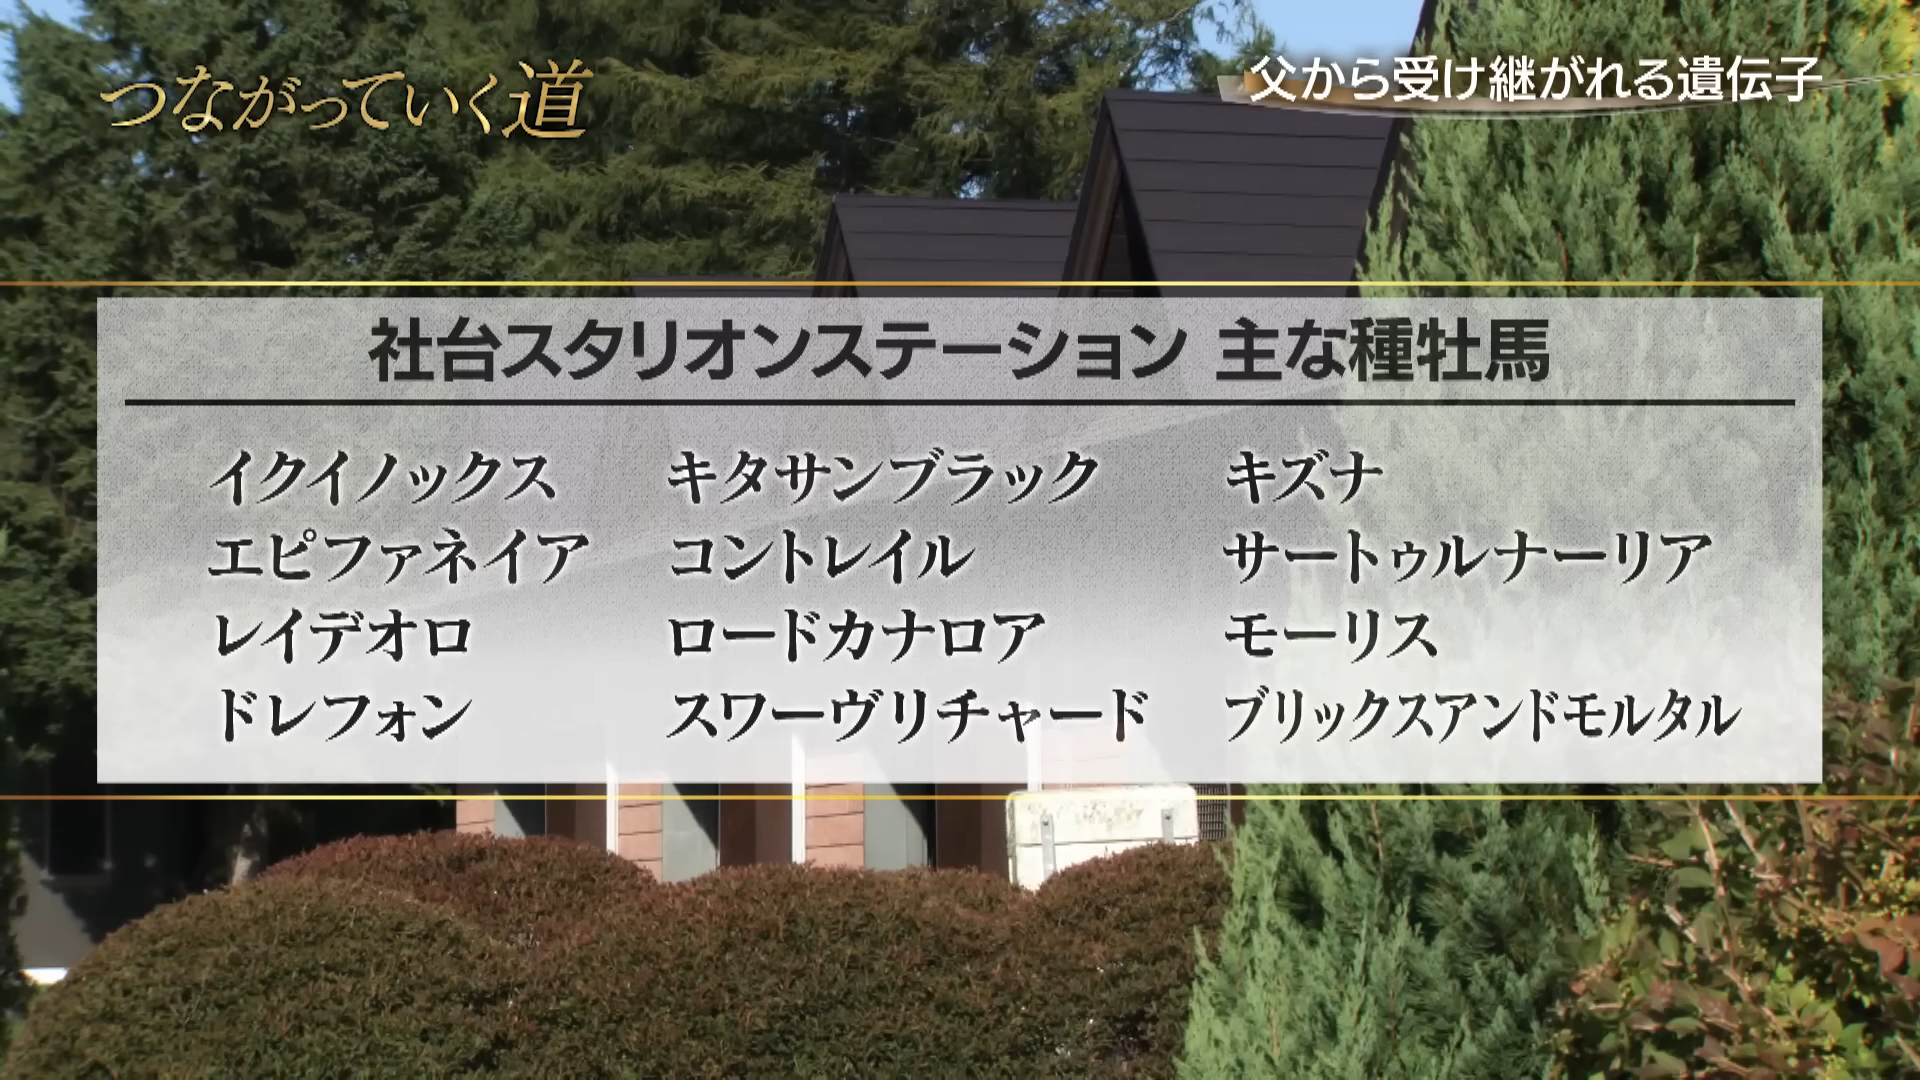 つながっていく道
父から受け継がれる遺伝子
社台スタリオンステーション 主な種牡馬
イクイノックス キタサンブラック キズナ
エピファネイア コントレイル サートゥルナーリア
レイデオロ ロードカナロア モーリス
ドレフォン スワーヴリチャード ブリックスアンドモルタル